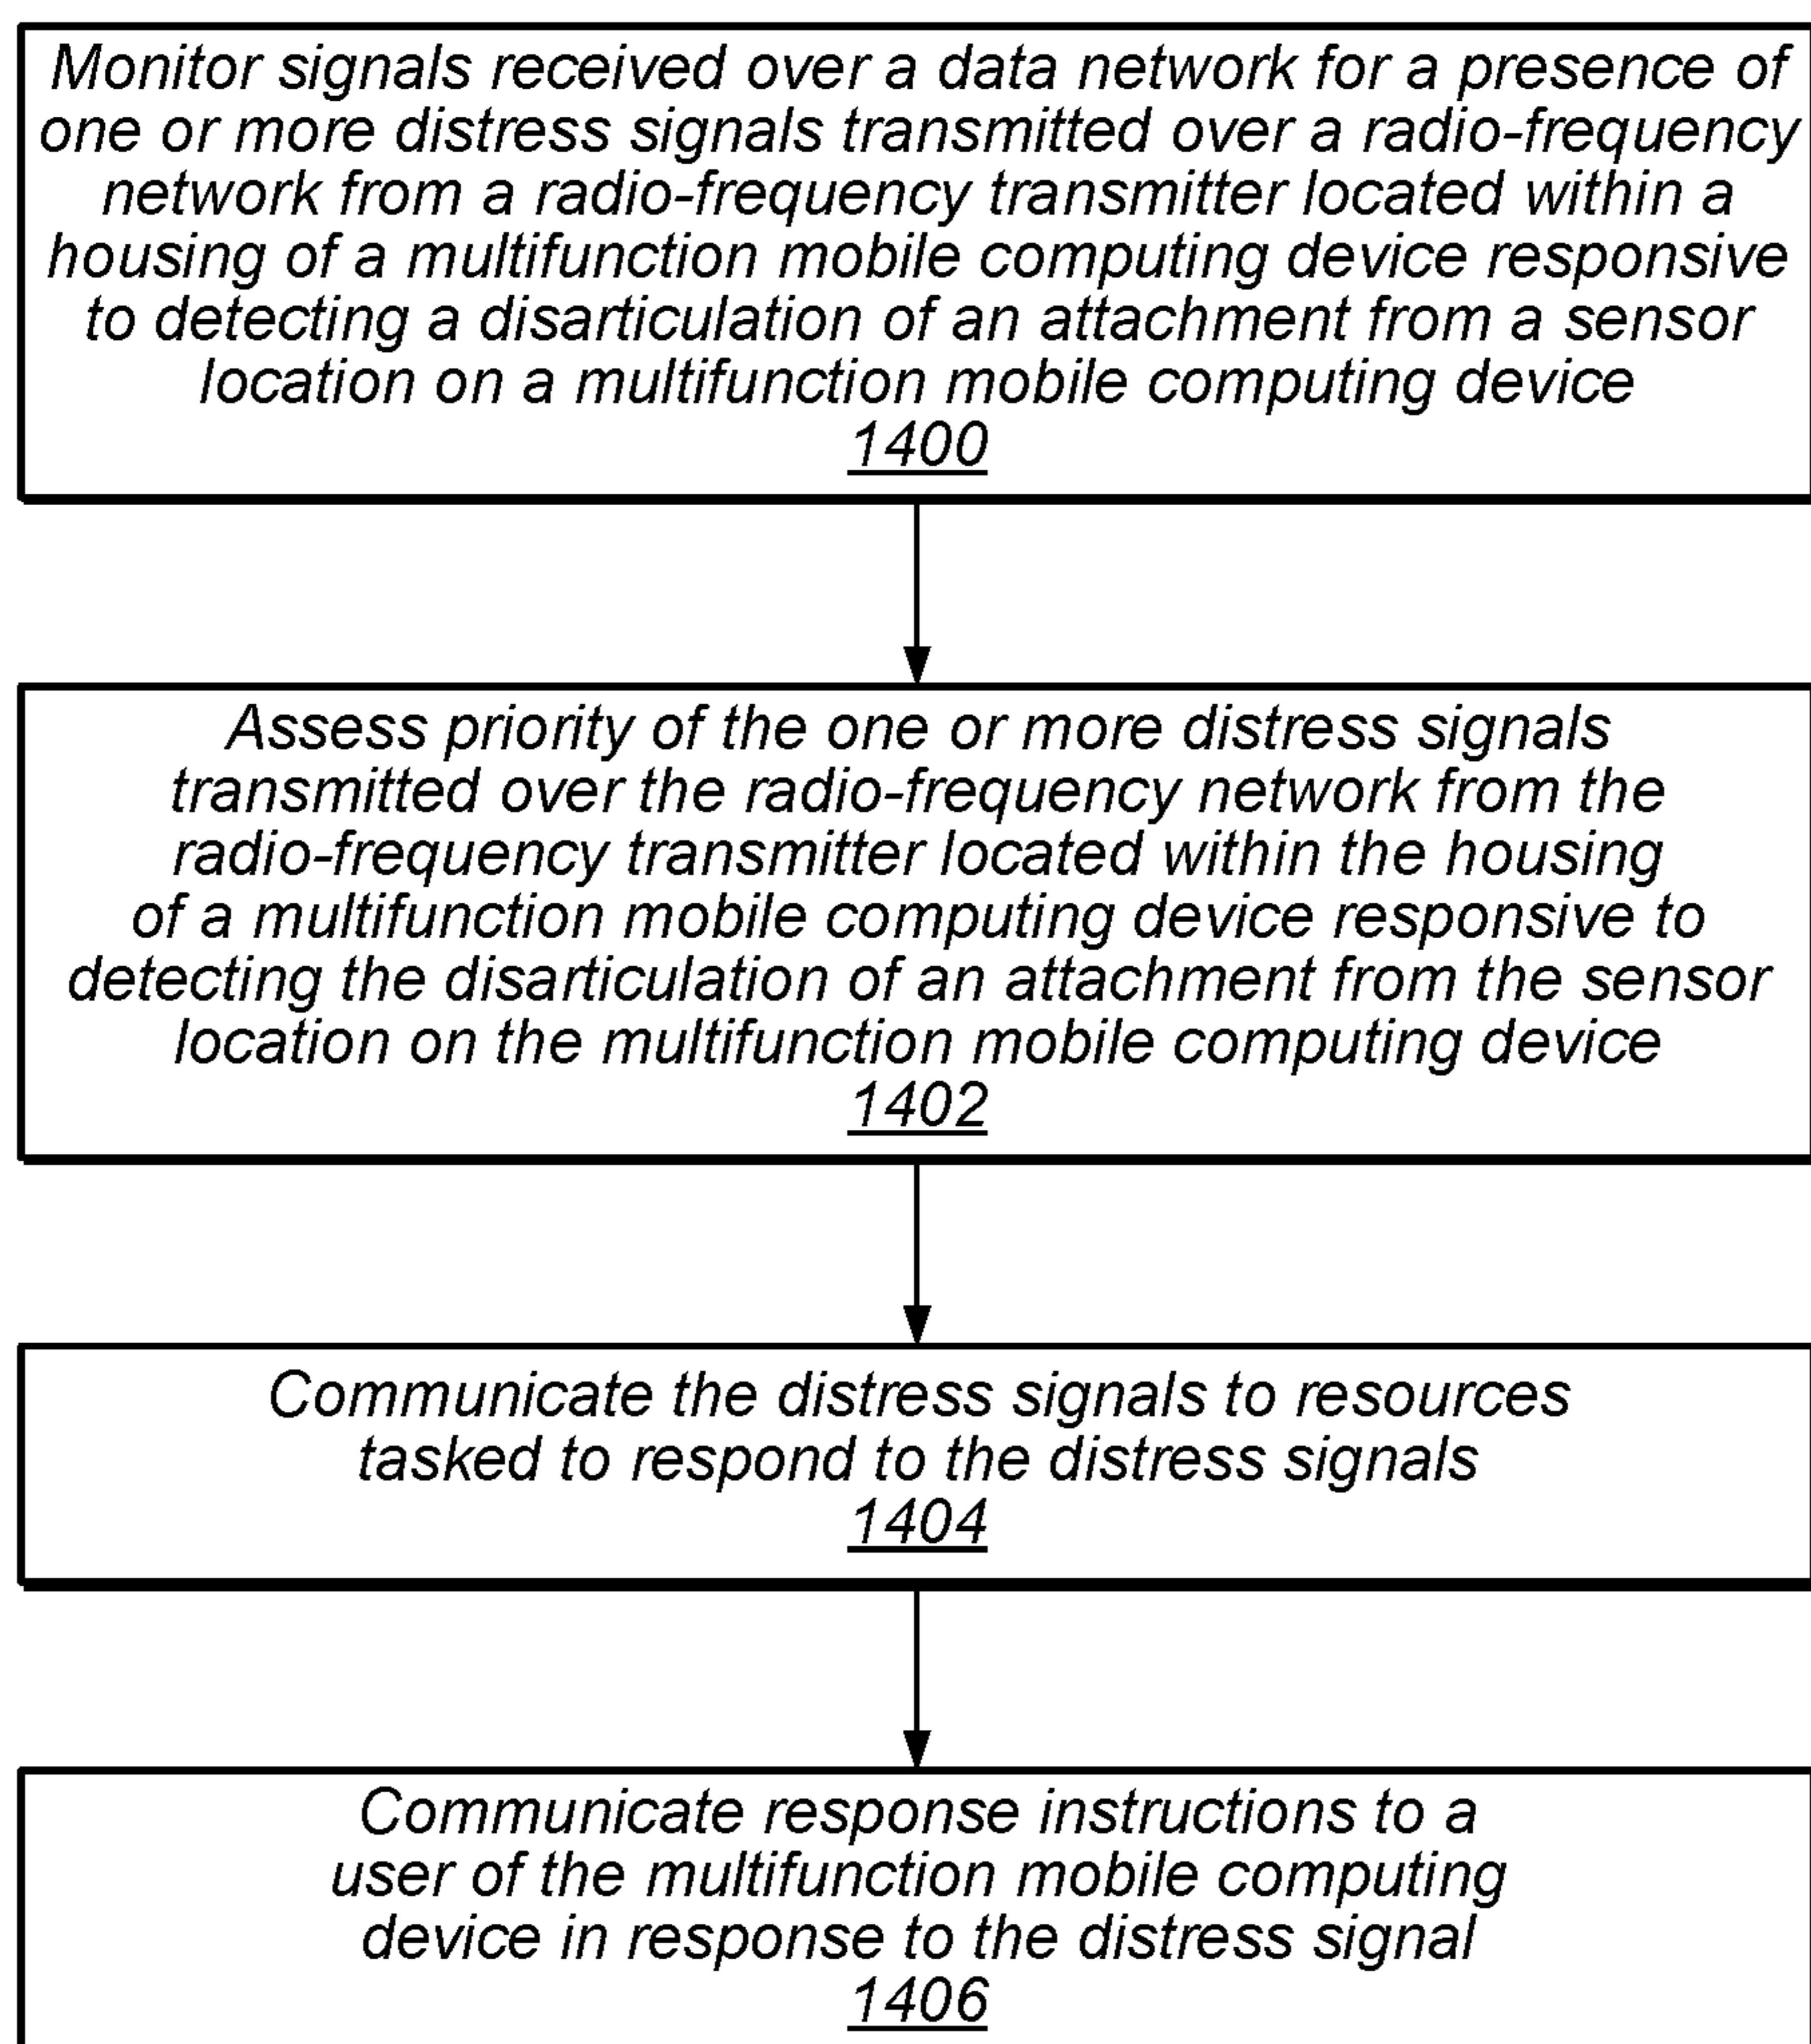 Monitor signals received over a data network for a presence of
one or more distress signals transmitted over a radio-frequency
network from a radio-frequency transmitter located within a
housing of a multifunction mobile computing device responsive
to detecting a disarticulation of an attachment from a sensor
location on a multifunction mobile computing device
1400
Assess priority of the one or more distress signals
transmitted over the radio-frequency network from the
radio-frequency transmitter located within the housing
of a multifunction mobile computing device responsive to
detecting the disarticulation of an attachment from the sensor
location on the multifunction mobile computing device
1402
Communicate the distress signals to resources
tasked to respond to the distress signals
1404
Communicate response instructions to a
user of the multifunction mobile computing
device in response to the distress signal
1406